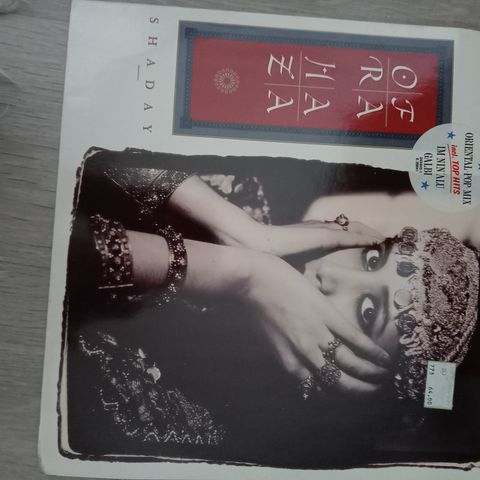 OF
RA
HA
ZA
SHADAY
ORIENTAL-POP-MIX
incl. TOP HITS
IM NIN'ALU
GALBI